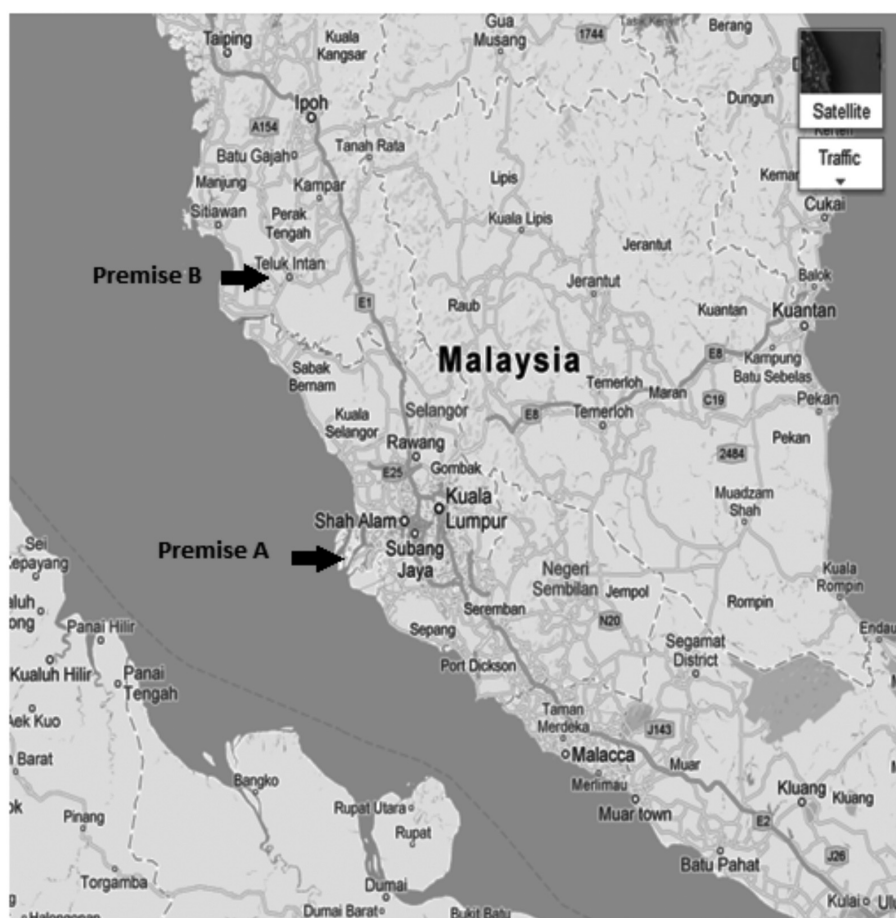 Taiping
Kuala
Kangsar
Gua
Musang
1744
Berang
Ipoh
A154
Dungun
Satellite
Traffic
Batu Gajah
Tanah Rata
Manjung
Kampar
Lipis
Cukai
Sitiawan
Perak
Tengah
Kuala Lipis
Jerantut
Premise B
Teluk Intan
Jerantut
Balok
E1
Raub
Kuantan
Kuantan
Malaysia
E8
Kampung
Batu Sebelas
Sabak
Bernam
Temerloh
Maran
C19
Pekan
Kuala
Selangor
Selangor
E8
Temerloh
Pekan
Rawang
E25
Gombak
2484
Kuala
Lumpur
Muadzam
Shah
Shah Alam
Subang
Jaya
Premise A
Sei
Negeri
Sembilan
Jempol
Kuala
Rompin
Seremban
N20
Rompin
Panai Hilir
Sepang
Segamat
District
Kualuh Hilir
Panai
Tengah
Port Dickson
Aek Kuo
Taman
Merdeka
J143
Barat
Malacca
Muar
Bangko
Merlimau
Kluang
Kluang
Pinang
Rupat Utara
Muar town
E2
Rupat
Batu Pahat
J26
Torgamba
Dumai
Kulai
Dumai Barat
Bukit Batu